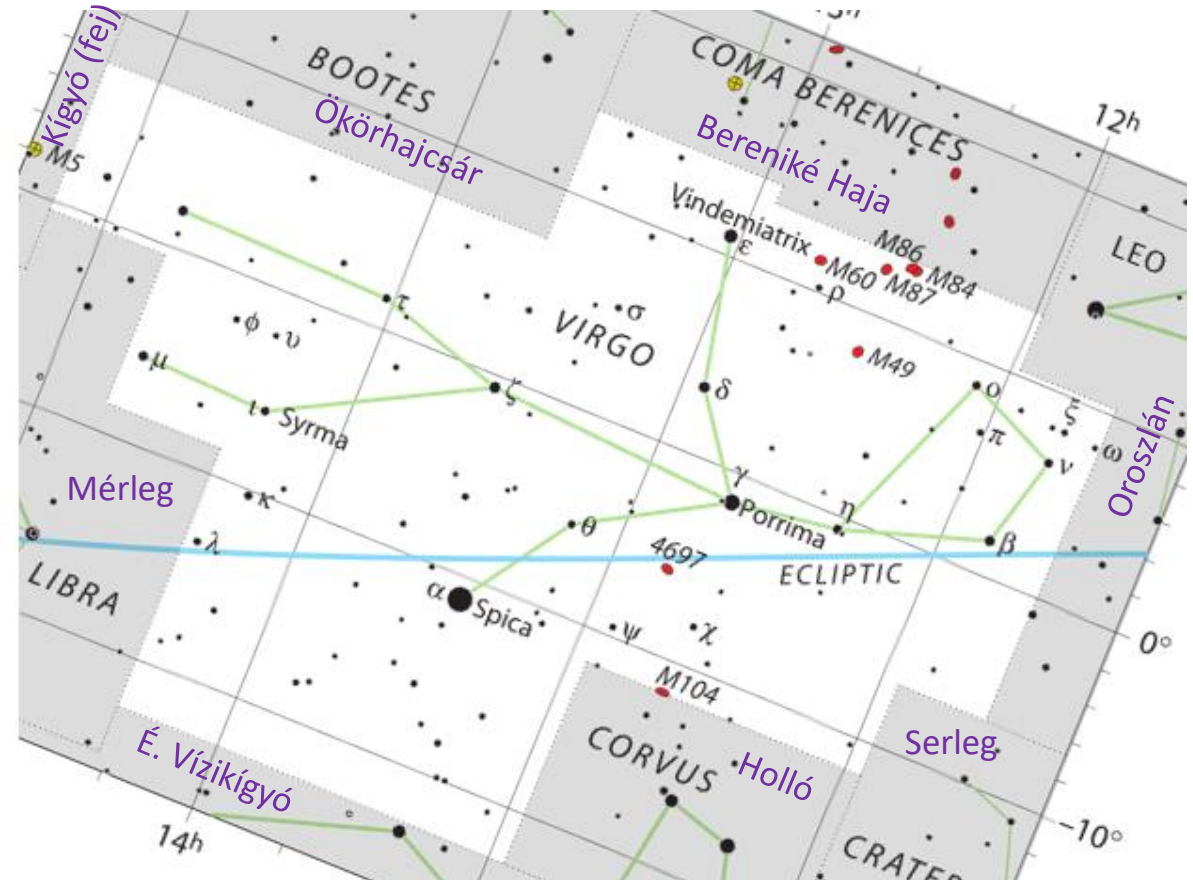 3h
12h
Kígyó (fej)
M5
BOOTES
Ökörhajcsár
COMA BERENICES
Bereniké Haja
LEO
Oroszlán
Vindemiatrix
ε
M86
M60
M87
M84
ρ
M49
VIRGO
σ
τ
φ
υ
μ
ι
Syrma
ζ
δ
ο
ξ
π
ν
ω
γ
Porrima
η
β
θ
Mérleg
κ
λ
LIBRA
α
Spica
4697
ECLIPTIC
ψ
χ
0°
M104
CORVUS
Holló
Serleg
É. Vízikígyó
14h
-10°
CRATER